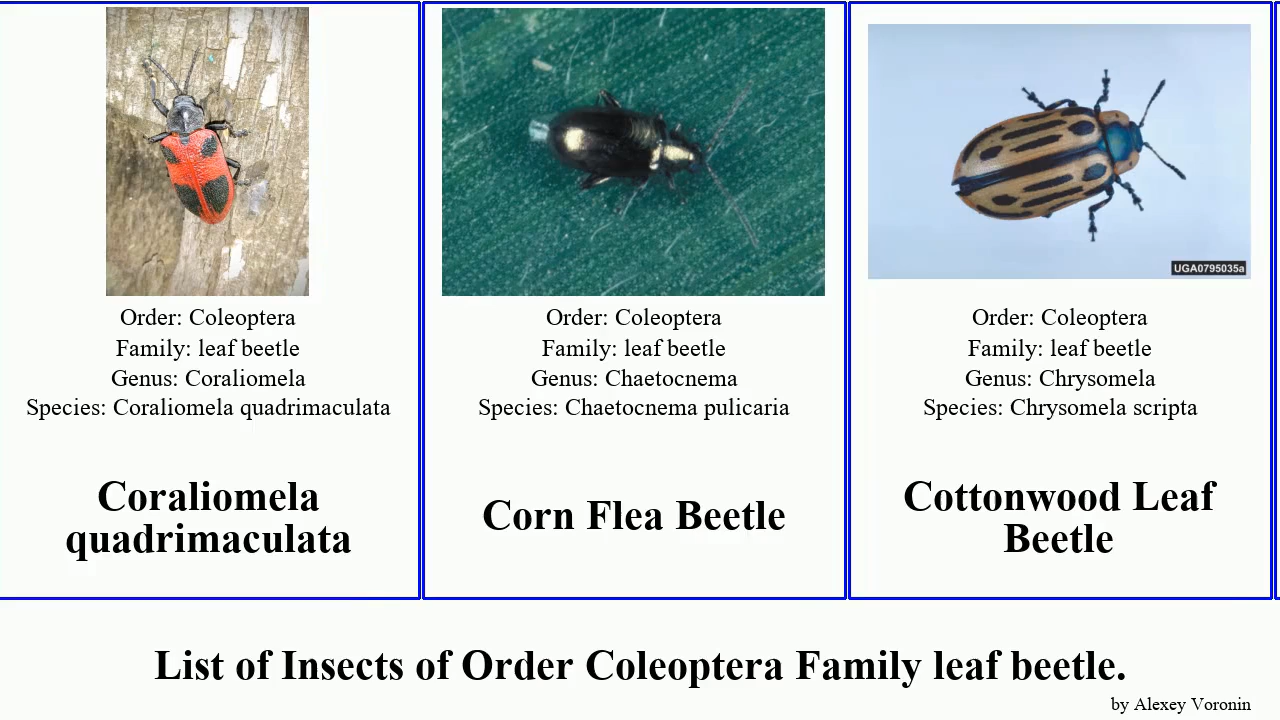 UGA0795035a
Order: Coleoptera
Family: leaf beetle
Genus: Coraliomela
Species: Coraliomela quadrimaculata
Coraliomela
quadrimaculata
Order: Coleoptera
Family: leaf beetle
Genus: Chaetocnema
Species: Chaetocnema pulicaria
Corn Flea Beetle
Order: Coleoptera
Family: leaf beetle
Genus: Chrysomela
Species: Chrysomela scripta
Cottonwood Leaf
Beetle
List of Insects of Order Coleoptera Family leaf beetle.
by Alexey Voronin